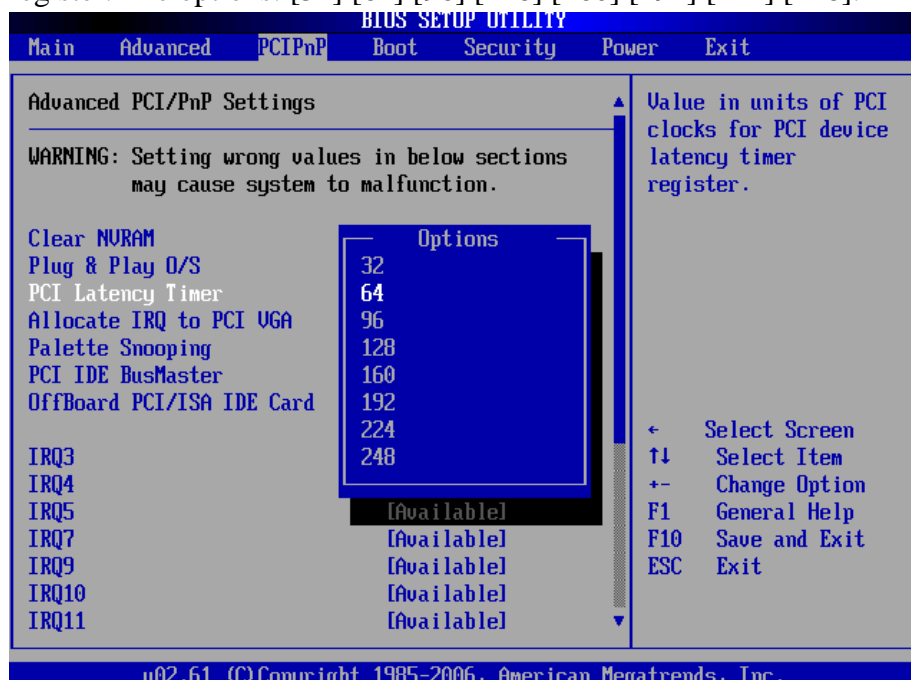 BIOS SETUP UTILITY
Main Advanced PCIPnP Boot Security Power Exit
Advanced PCI/PnP Settings
WARNING: Setting wrong values in below sections
may cause system to malfunction.
Clear NVRAM
Plug & Play O/S
PCI Latency Timer
Allocate IRQ to PCI VGA
Palette Snooping
PCI IDE BusMaster
OffBoard PCI/ISA IDE Card
IRQ3
IRQ4
IRQ5 [Available]
IRQ7 [Available]
IRQ9 [Available]
IRQ10 [Available]
IRQ11 [Available]
Options
32
64
96
128
160
192
224
248
Value in units of PCI
clocks for PCI device
latency timer
register.
← Select Screen
↑↓ Select Item
+- Change Option
F1 General Help
F10 Save and Exit
ESC Exit
v02.61 (C)Copyright 1985-2006, American Megatrends, Inc.